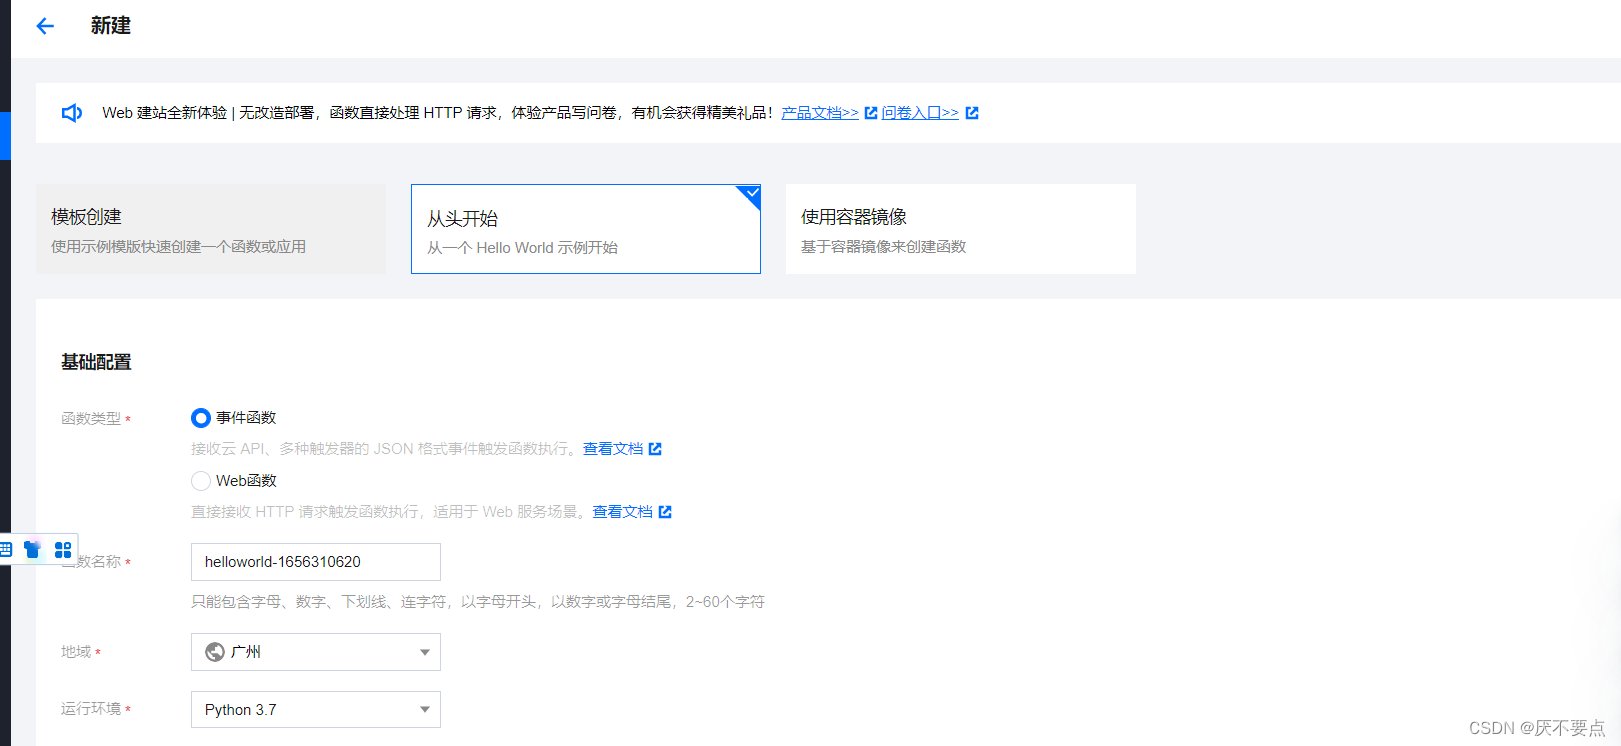 新建
Web 建站全新体验 | 无改造部署，函数直接处理 HTTP 请求，体验产品写问卷，有机会获得精美礼品！产品文档>> 问卷入口>>
模板创建
使用示例模版快速创建一个函数或应用
从头开始
从一个 Hello World 示例开始
使用容器镜像
基于容器镜像来创建函数
基础配置
函数类型 *
事件函数
接收云 API、多种触发器的 JSON 格式事件触发函数执行。查看文档
Web函数
直接接收 HTTP 请求触发函数执行，适用于 Web 服务场景。查看文档
函数名称 *
helloworld-1656310620
只能包含字母、数字、下划线、连字符，以字母开头，以数字或字母结尾，2~60个字符
地域 *
广州
运行环境 *
Python 3.7
CSDN @厌不要点